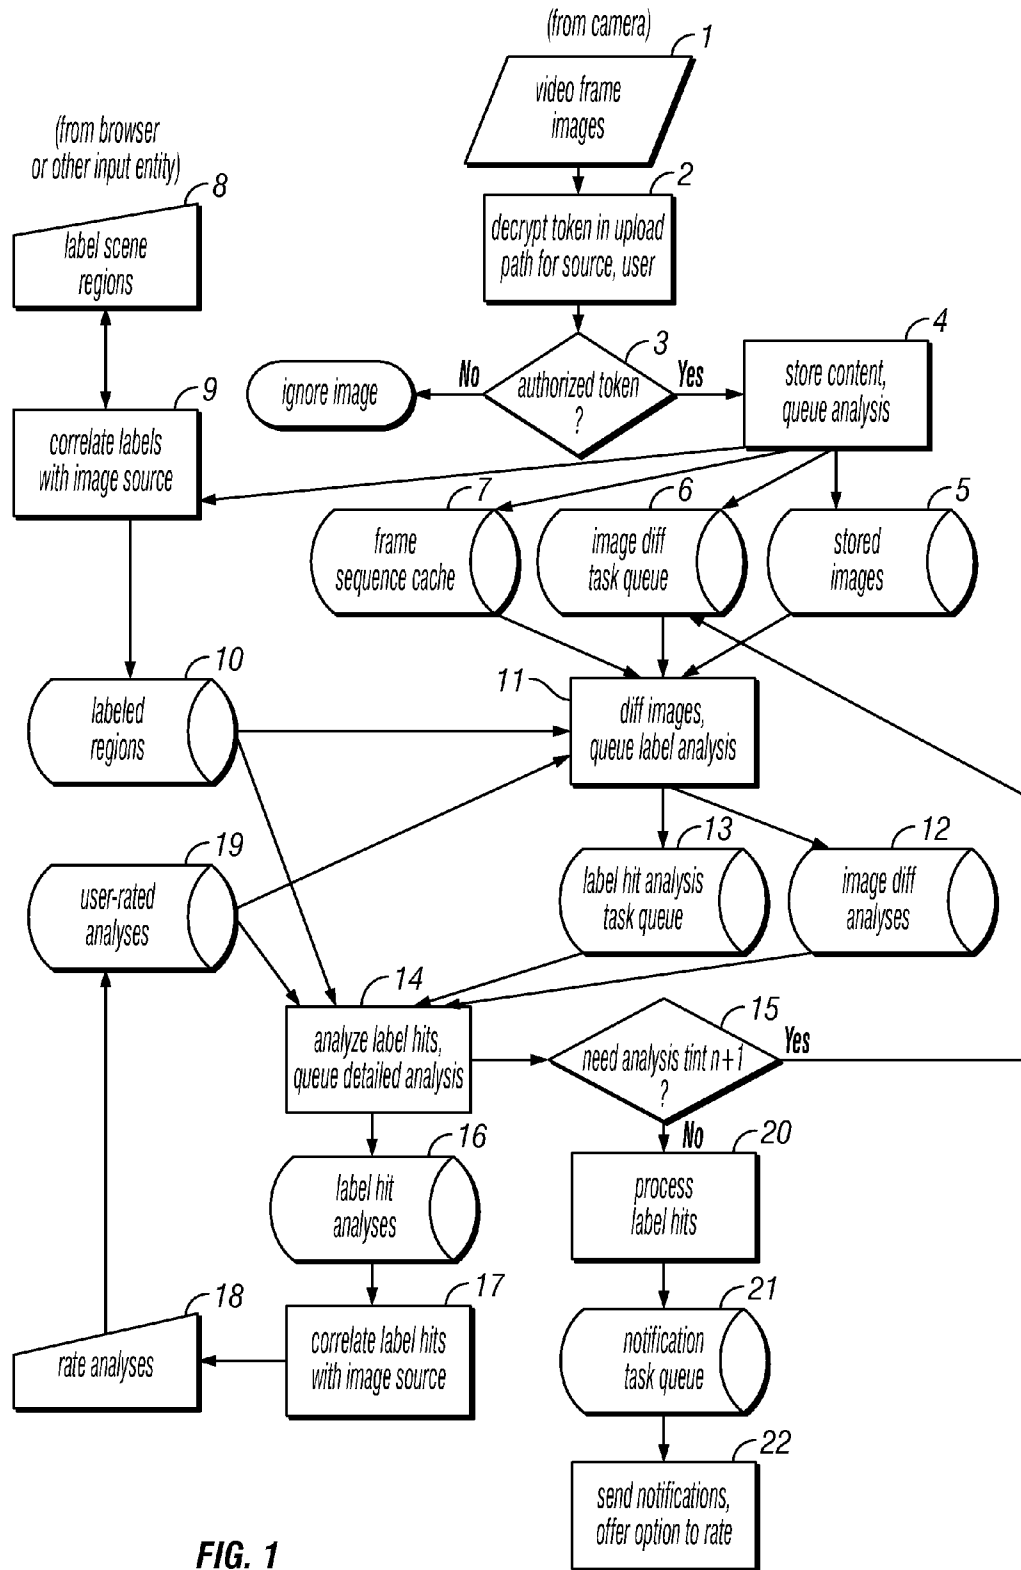 (from camera)
1
video frame
images
(from browser
or other input entity)
2
decrypt token in upload
path for source, user
8
label scene
regions
3
authorized token
?
No
Yes
ignore image
4
store content,
queue analysis
9
correlate labels
with image source
7
frame
sequence cache
6
image diff
task queue
5
stored
images
10
labeled
regions
11
diff images,
queue label analysis
19
user-rated
analyses
13
label hit analysis
task queue
12
image diff
analyses
14
analyze label hits,
queue detailed analysis
15
need analysis tint n+1
?
Yes
No
16
label hit
analyses
20
process
label hits
17
correlate label hits
with image source
18
rate analyses
21
notification
task queue
22
send notifications,
offer option to rate
FIG. 1